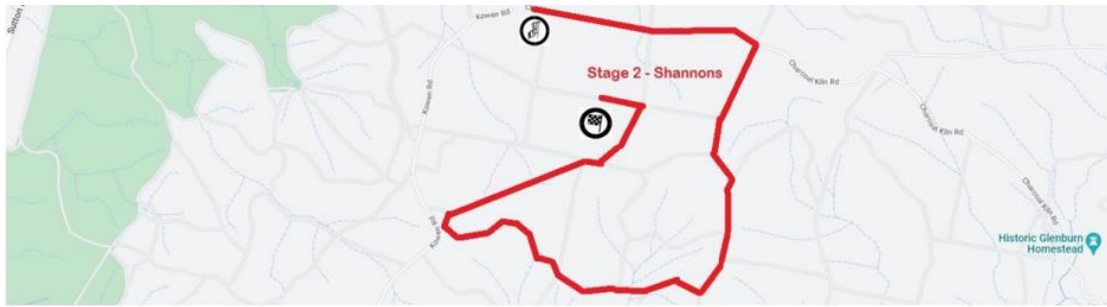 Sutton
Kowen Rd
Kowen Rd
Stage 2 - Shannons
Charcoal Kiln Rd
Charcoal Kiln Rd
Charcoal Kiln Rd
Kowen Rd
Historic Glenburn
Homestead